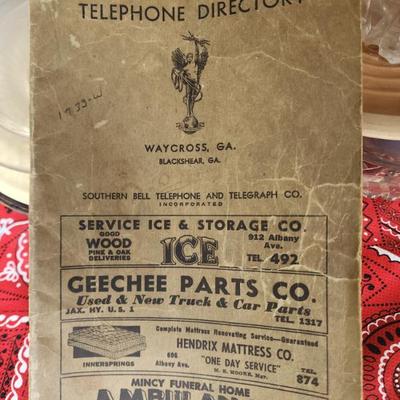 TELEPHONE DIRECTORY
1739-W
WAYCROSS, GA.
BLACKSHEAR, GA.
SOUTHERN BELL TELEPHONE AND TELEGRAPH CO.
INCORPORATED
SERVICE ICE & STORAGE CO.
GOOD
WOOD
PINE & OAK
DELIVERIES
ICE
912 Albany
Ave.
TEL 492
GEECHEE PARTS CO.
Used & New Truck & Car Parts
JAX. HY. U. S. 1
TEL. 1317
Complete Mattress Renovating Service—Guaranteed
INNERSPRINGS
606
Albany Ave.
HENDRIX MATTRESS CO.
"ONE DAY SERVICE"
H. E. MOORE, Mgr.
TEL.
874
MINCY FUNERAL HOME